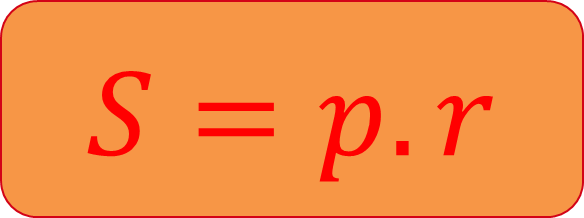 S = p.r